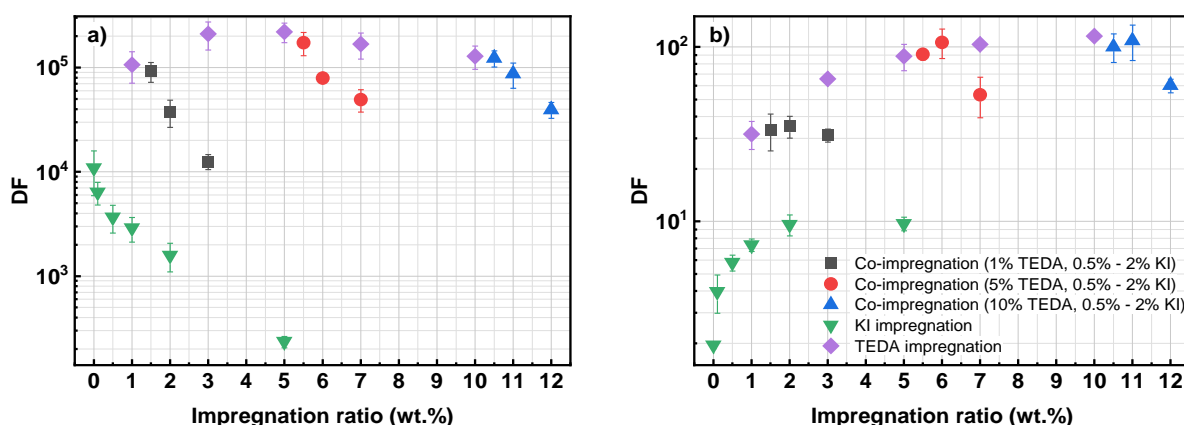 a)
DF
10^5
10^4
10^3
0 1 2 3 4 5 6 7 8 9 10 11 12
Impregnation ratio (wt.%)
b)
DF
10^2
10^1
Co-impregnation (1% TEDA, 0.5% - 2% KI)
Co-impregnation (5% TEDA, 0.5% - 2% KI)
Co-impregnation (10% TEDA, 0.5% - 2% KI)
KI impregnation
TEDA impregnation
0 1 2 3 4 5 6 7 8 9 10 11 12
Impregnation ratio (wt.%)